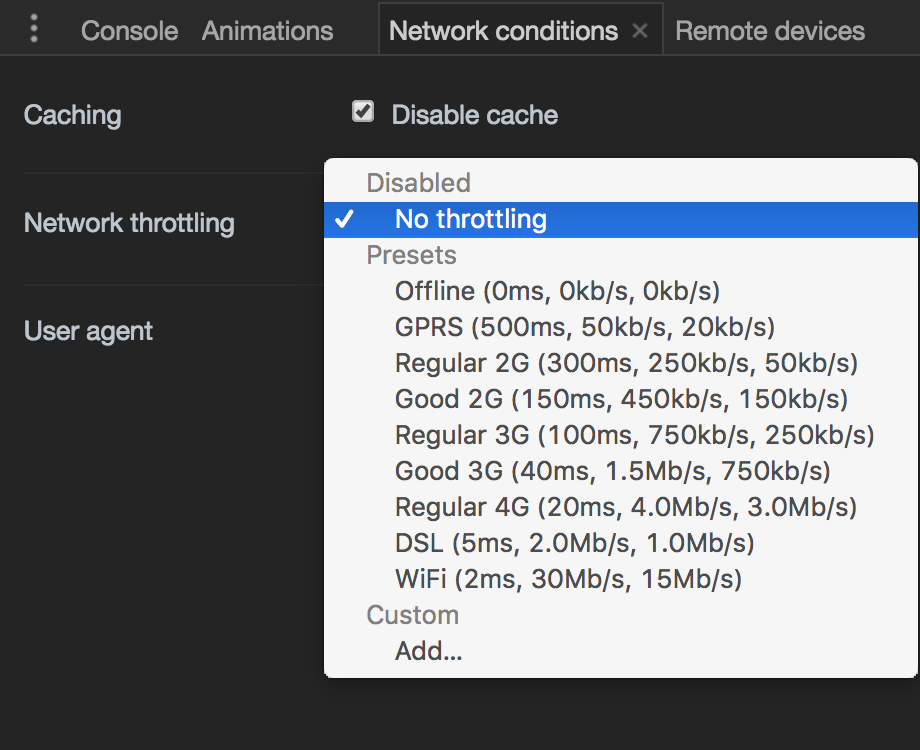 Console Animations Network conditions × Remote devices
Caching Disable cache
Disabled
Network throttling No throttling
Presets
Offline (0ms, 0kb/s, 0kb/s)
GPRS (500ms, 50kb/s, 20kb/s)
User agent
Regular 2G (300ms, 250kb/s, 50kb/s)
Good 2G (150ms, 450kb/s, 150kb/s)
Regular 3G (100ms, 750kb/s, 250kb/s)
Good 3G (40ms, 1.5Mb/s, 750kb/s)
Regular 4G (20ms, 4.0Mb/s, 3.0Mb/s)
DSL (5ms, 2.0Mb/s, 1.0Mb/s)
WiFi (2ms, 30Mb/s, 15Mb/s)
Custom
Add...